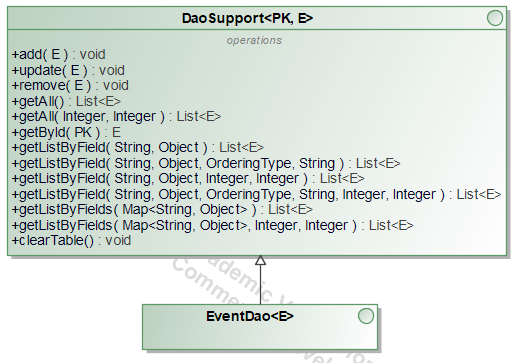 DaoSupport<PK, E>
operations
+add( E ) : void
+update( E ) : void
+remove( E ) : void
+getAll() : List<E>
+getAll( Integer, Integer ) : List<E>
+getById( PK ) : E
+getListByField( String, Object ) : List<E>
+getListByField( String, Object, OrderingType, String ) : List<E>
+getListByField( String, Object, Integer, Integer ) : List<E>
+getListByField( String, Object, OrderingType, String, Integer, Integer ) : List<E>
+getListByFields( Map<String, Object> ) : List<E>
+getListByFields( Map<String, Object>, Integer, Integer ) : List<E>
+clearTable() : void
EventDao<E>